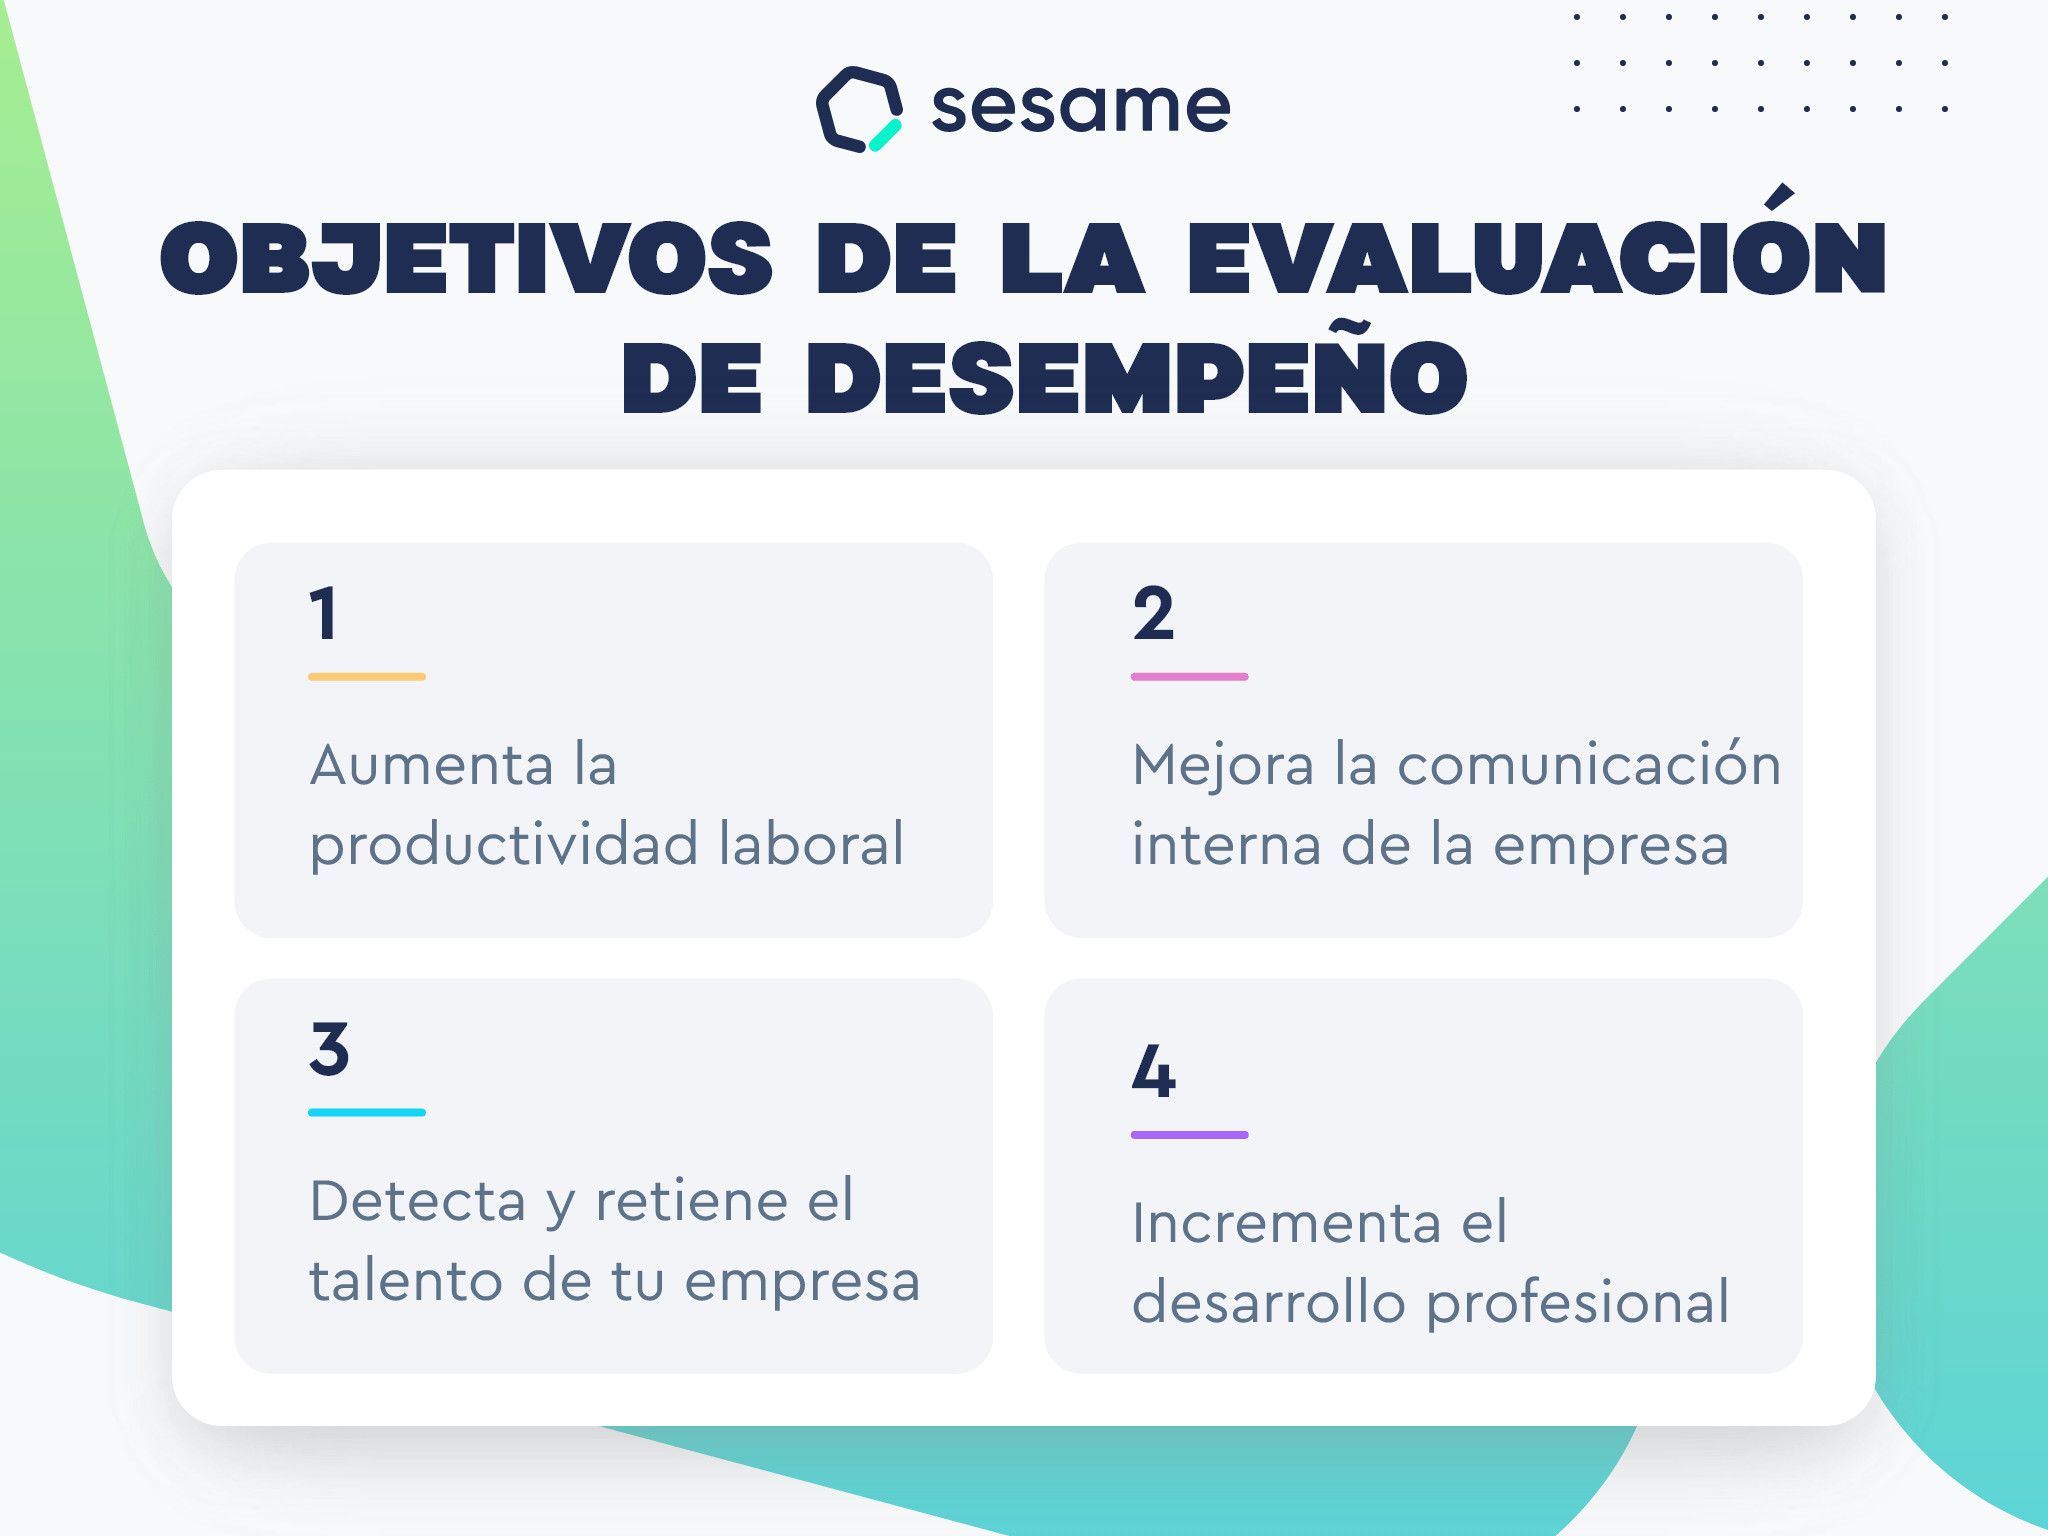 sesame
OBJETIVOS DE LA EVALUACIÓN
DE DESEMPEÑO
1
Aumenta la
productividad laboral
2
Mejora la comunicación
interna de la empresa
3
Detecta y retiene el
talento de tu empresa
4
Incrementa el
desarrollo profesional